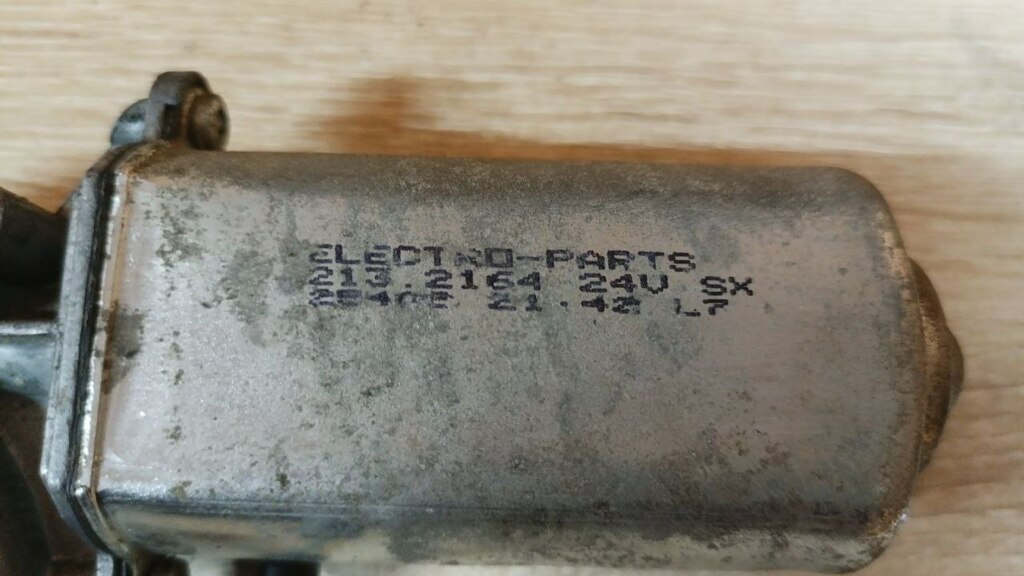 ELECTRO-PARTS
213.2164 24V SX
21:42 L7